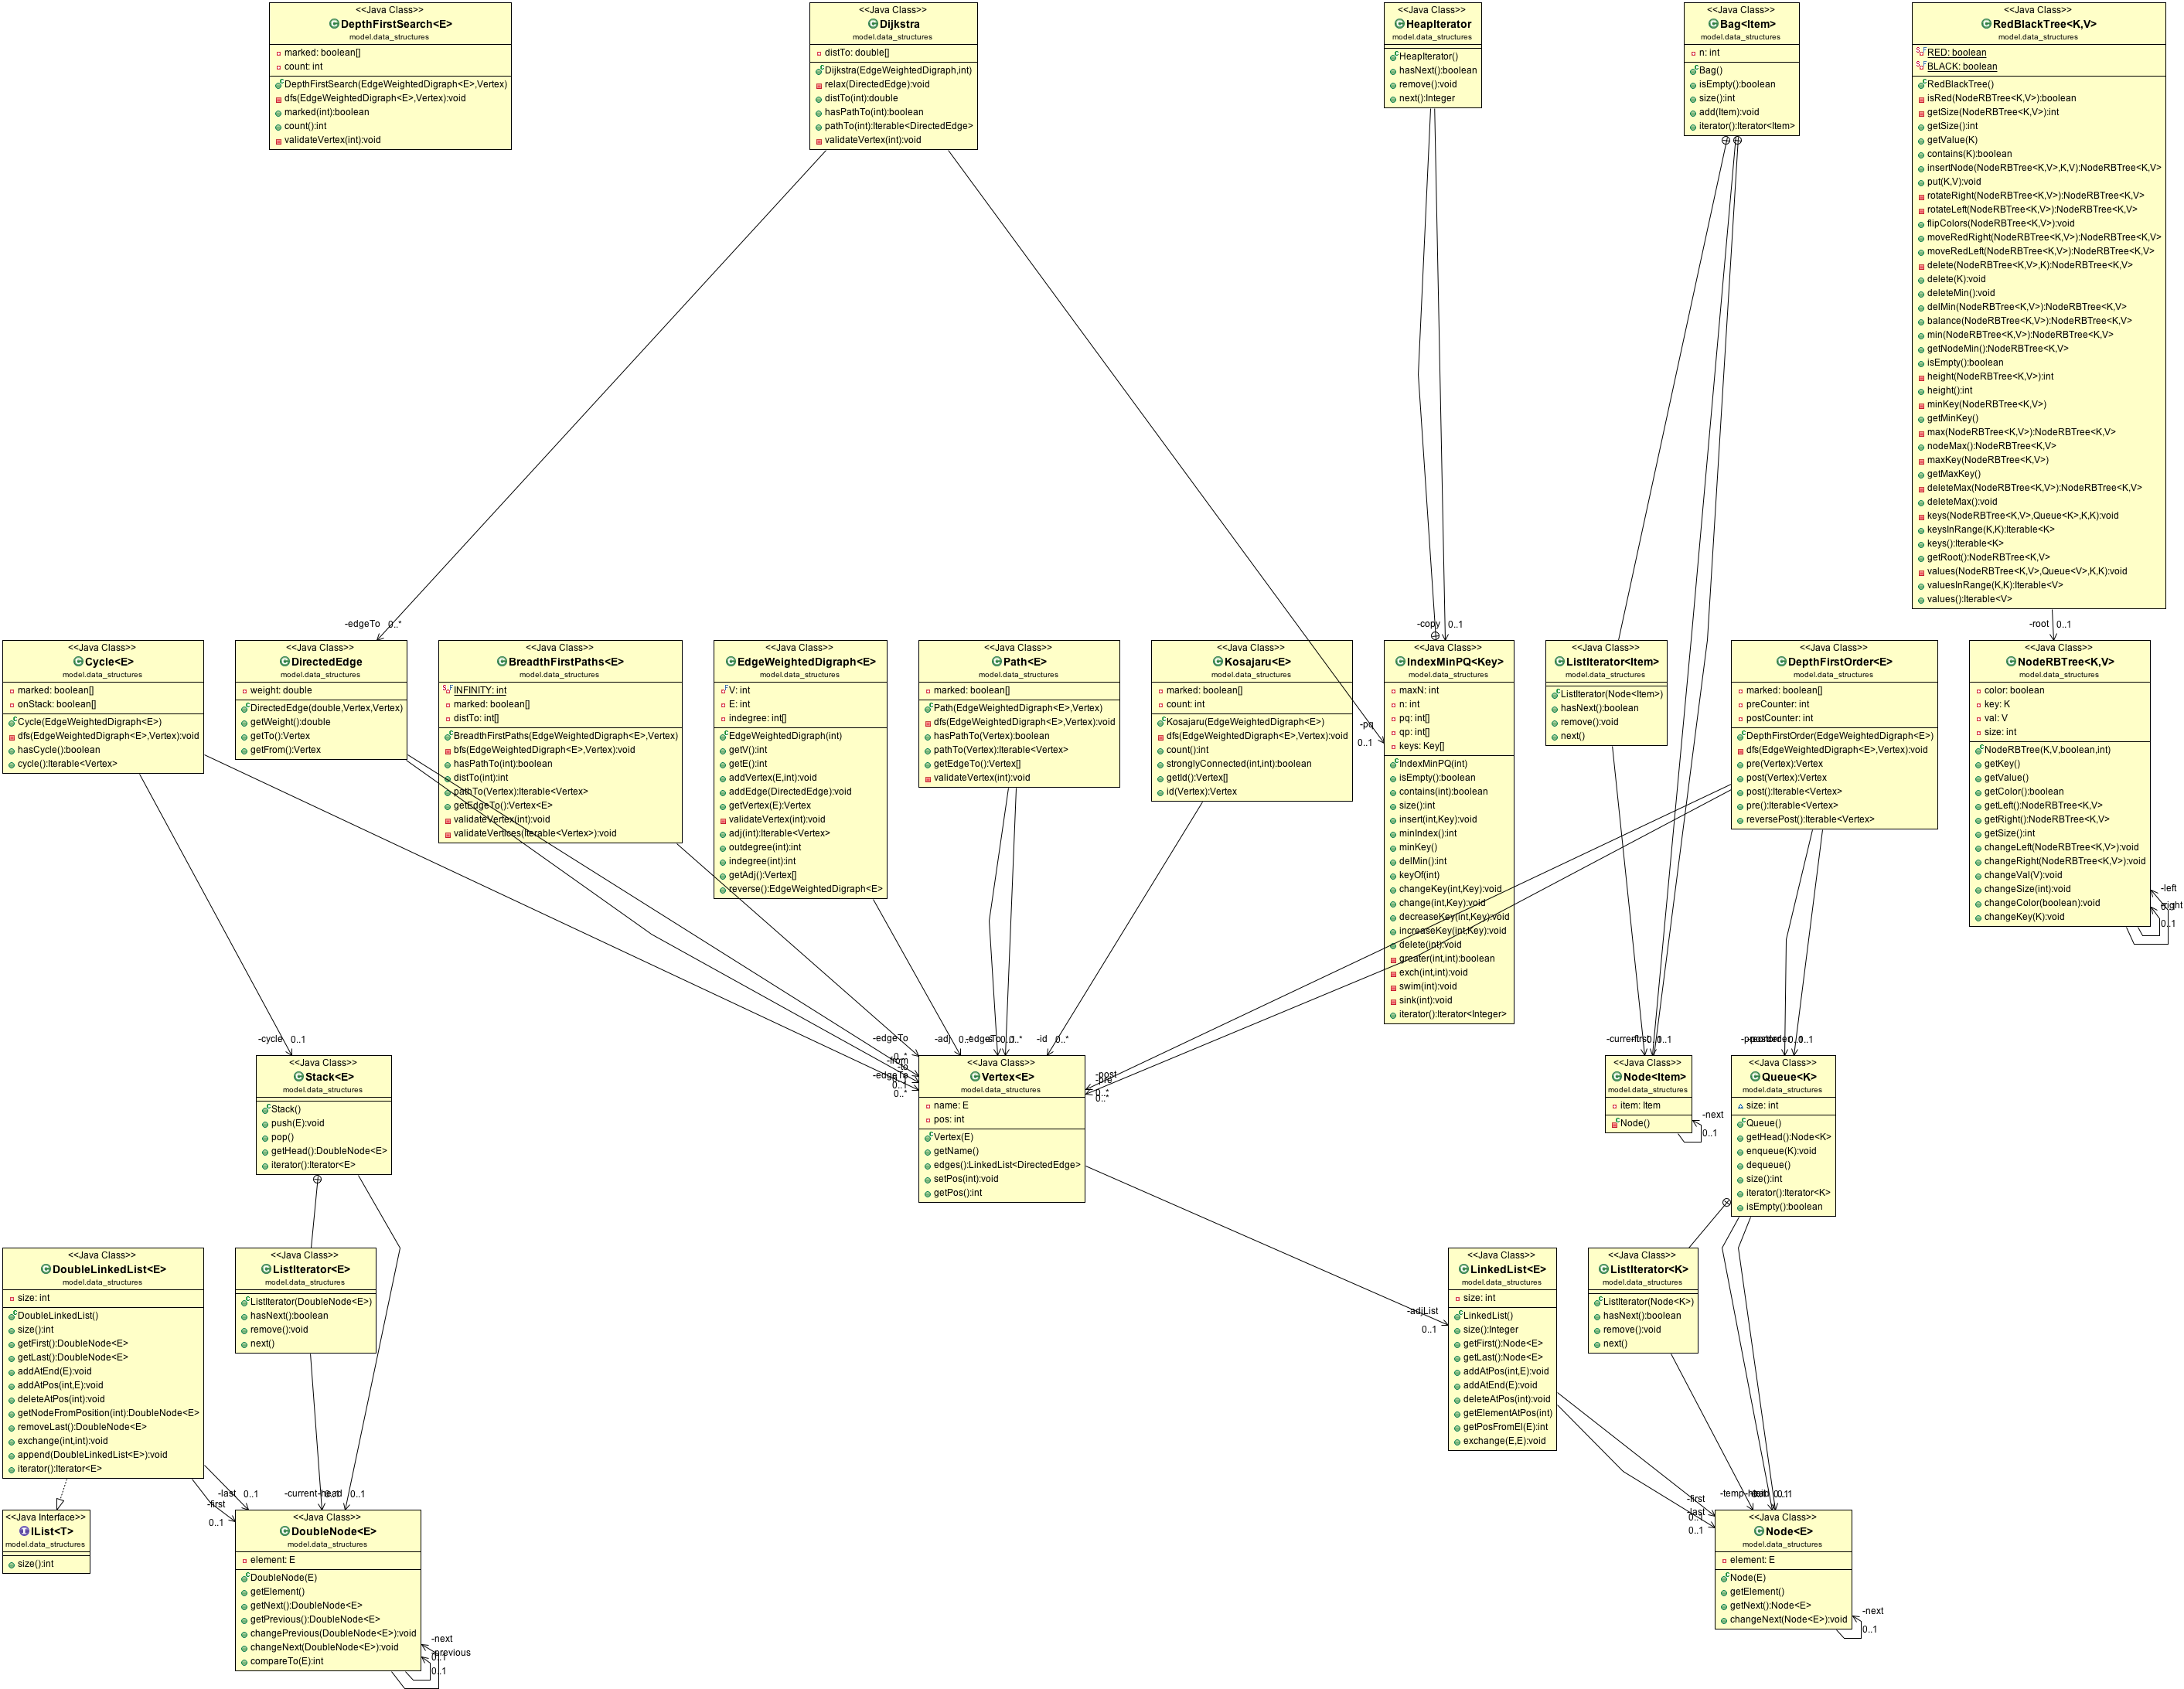 <<Java Class>>
DepthFirstSearch<E>
model.data_structures
marked: boolean[]
count: int
DepthFirstSearch(EdgeWeightedDigraph<E>,Vertex)
dfs(EdgeWeightedDigraph<E>,Vertex):void
marked(int):boolean
count():int
validateVertex(int):void
<<Java Class>>
Dijkstra
model.data_structures
distTo: double[]
Dijkstra(EdgeWeightedDigraph,int)
relax(DirectedEdge):void
distTo(int):double
hasPathTo(int):boolean
pathTo(int):Iterable<DirectedEdge>
validateVertex(int):void
<<Java Class>>
HeapIterator
model.data_structures
HeapIterator()
hasNext():boolean
remove():void
next():Integer
<<Java Class>>
Bag<Item>
model.data_structures
n: int
Bag()
isEmpty():boolean
size():int
add(Item):void
iterator():Iterator<Item>
<<Java Class>>
RedBlackTree<K,V>
model.data_structures
RED: boolean
BLACK: boolean
RedBlackTree()
isRed(NodeRBTree<K,V>):boolean
getSize(NodeRBTree<K,V>):int
getSize():int
getValue(K)
contains(K):boolean
insertNode(NodeRBTree<K,V>,K,V):NodeRBTree<K,V>
put(K,V):void
rotateRight(NodeRBTree<K,V>):NodeRBTree<K,V>
rotateLeft(NodeRBTree<K,V>):NodeRBTree<K,V>
flipColors(NodeRBTree<K,V>):void
moveRedRight(NodeRBTree<K,V>):NodeRBTree<K,V>
moveRedLeft(NodeRBTree<K,V>):NodeRBTree<K,V>
delete(NodeRBTree<K,V>,K):NodeRBTree<K,V>
delete(K):void
deleteMin():void
delMin(NodeRBTree<K,V>):NodeRBTree<K,V>
balance(NodeRBTree<K,V>):NodeRBTree<K,V>
min(NodeRBTree<K,V>):NodeRBTree<K,V>
getNodeMin():NodeRBTree<K,V>
isEmpty():boolean
height(NodeRBTree<K,V>):int
height():int
minKey(NodeRBTree<K,V>)
getMinKey()
max(NodeRBTree<K,V>):NodeRBTree<K,V>
nodeMax():NodeRBTree<K,V>
maxKey(NodeRBTree<K,V>)
getMaxKey()
deleteMax(NodeRBTree<K,V>):NodeRBTree<K,V>
deleteMax():void
keys(NodeRBTree<K,V>,Queue<K>,K,K):void
keysInRange(K,K):Iterable<K>
keys():Iterable<K>
getRoot():NodeRBTree<K,V>
values(NodeRBTree<K,V>,Queue<V>,K,K):void
valuesInRange(K,K):Iterable<V>
values():Iterable<V>
-edgeTo 0..*
-copy 0..1
-root 0..1
<<Java Class>>
Cycle<E>
model.data_structures
marked: boolean[]
onStack: boolean[]
Cycle(EdgeWeightedDigraph<E>)
dfs(EdgeWeightedDigraph<E>,Vertex):void
hasCycle():boolean
cycle():Iterable<Vertex>
<<Java Class>>
DirectedEdge
model.data_structures
weight: double
DirectedEdge(double,Vertex,Vertex)
getWeight():double
getTo():Vertex
getFrom():Vertex
<<Java Class>>
BreadthFirstPaths<E>
model.data_structures
INFINITY: int
marked: boolean[]
distTo: int[]
BreadthFirstPaths(EdgeWeightedDigraph<E>,Vertex)
bfs(EdgeWeightedDigraph<E>,Vertex):void
hasPathTo(int):boolean
distTo(int):int
pathTo(Vertex):Iterable<Vertex>
getEdgeTo():Vertex<E>
validateVertex(int):void
validateVertices(Iterable<Vertex>):void
<<Java Class>>
EdgeWeightedDigraph<E>
model.data_structures
V: int
E: int
indegree: int[]
EdgeWeightedDigraph(int)
getV():int
getE():int
addVertex(E,int):void
addEdge(DirectedEdge):void
getVertex(E):Vertex
validateVertex(int):void
adj(int):Iterable<Vertex>
outdegree(int):int
indegree(int):int
getAdj():Vertex[]
reverse():EdgeWeightedDigraph<E>
<<Java Class>>
Path<E>
model.data_structures
marked: boolean[]
Path(EdgeWeightedDigraph<E>,Vertex)
dfs(EdgeWeightedDigraph<E>,Vertex):void
hasPathTo(Vertex):boolean
pathTo(Vertex):Iterable<Vertex>
getEdgeTo():Vertex[]
validateVertex(int):void
<<Java Class>>
Kosajaru<E>
model.data_structures
marked: boolean[]
count: int
Kosajaru(EdgeWeightedDigraph<E>)
dfs(EdgeWeightedDigraph<E>,Vertex):void
count():int
stronglyConnected(int,int):boolean
getId():Vertex[]
id(Vertex):Vertex
-pq
0..1
<<Java Class>>
IndexMinPQ<Key>
model.data_structures
maxN: int
n: int
pq: int[]
qp: int[]
keys: Key[]
IndexMinPQ(int)
isEmpty():boolean
contains(int):boolean
size():int
insert(int,Key):void
minIndex():int
minKey()
delMin():int
keyOf(int)
changeKey(int,Key):void
change(int,Key):void
decreaseKey(int,Key):void
increaseKey(int,Key):void
delete(int):void
greater(int,int):boolean
exch(int,int):void
swim(int):void
sink(int):void
iterator():Iterator<Integer>
<<Java Class>>
ListIterator<Item>
model.data_structures
ListIterator(Node<Item>)
hasNext():boolean
remove():void
next()
<<Java Class>>
DepthFirstOrder<E>
model.data_structures
marked: boolean[]
preCounter: int
postCounter: int
DepthFirstOrder(EdgeWeightedDigraph<E>)
dfs(EdgeWeightedDigraph<E>,Vertex):void
pre(Vertex):Vertex
post(Vertex):Vertex
post():Iterable<Vertex>
pre():Iterable<Vertex>
reversePost():Iterable<Vertex>
<<Java Class>>
NodeRBTree<K,V>
model.data_structures
color: boolean
key: K
val: V
size: int
NodeRBTree(K,V,boolean,int)
getKey()
getValue()
getColor():boolean
getLeft():NodeRBTree<K,V>
getRight():NodeRBTree<K,V>
getSize():int
changeLeft(NodeRBTree<K,V>):void
changeRight(NodeRBTree<K,V>):void
changeVal(V):void
changeSize(int):void
changeColor(boolean):void
changeKey(K):void
-left
0..1
-cycle 0..1
-edgeTo
0..*
-from
-to
-edgeTo
0..1
0..*
-adj
-edgeTo
0..*
-id 0..*
-post
-pre
0..*
-current
0..1
0..1
<<Java Class>>
Stack<E>
model.data_structures
Stack()
push(E):void
pop()
getHead():DoubleNode<E>
iterator():Iterator<E>
<<Java Class>>
Vertex<E>
model.data_structures
name: E
pos: int
Vertex(E)
getName()
edges():LinkedList<DirectedEdge>
setPos(int):void
getPos():int
<<Java Class>>
Node<Item>
model.data_structures
item: Item
Node()
-next
0..1
<<Java Class>>
Queue<K>
model.data_structures
size: int
Queue()
getHead():Node<K>
enqueue(K):void
dequeue()
size():int
iterator():Iterator<K>
isEmpty():boolean
<<Java Class>>
DoubleLinkedList<E>
model.data_structures
size: int
DoubleLinkedList()
size():int
getFirst():DoubleNode<E>
getLast():DoubleNode<E>
addAtEnd(E):void
addAtPos(int,E):void
deleteAtPos(int):void
getNodeFromPosition(int):DoubleNode<E>
removeLast():DoubleNode<E>
exchange(int,int):void
append(DoubleLinkedList<E>):void
iterator():Iterator<E>
<<Java Class>>
ListIterator<E>
model.data_structures
ListIterator(DoubleNode<E>)
hasNext():boolean
remove():void
next()
-adjList
0..1
<<Java Class>>
LinkedList<E>
model.data_structures
size: int
LinkedList()
size():Integer
getFirst():Node<E>
getLast():Node<E>
addAtPos(int,E):void
addAtEnd(E):void
deleteAtPos(int):void
getElementAtPos(int)
getPosFromEl(E):int
exchange(E,E):void
<<Java Class>>
ListIterator<K>
model.data_structures
ListIterator(Node<K>)
hasNext():boolean
remove():void
next()
-last 0..1
-first
0..1
-current
-head
0..1
-first
-last
0..1
-temp
<<Java Interface>>
IList<T>
model.data_structures
size():int
<<Java Class>>
DoubleNode<E>
model.data_structures
element: E
DoubleNode(E)
getElement()
getNext():DoubleNode<E>
getPrevious():DoubleNode<E>
changePrevious(DoubleNode<E>):void
changeNext(DoubleNode<E>):void
compareTo(E):int
-next
-previous
0..1
<<Java Class>>
Node<E>
model.data_structures
element: E
Node(E)
getElement()
getNext():Node<E>
changeNext(Node<E>):void
-next
0..1